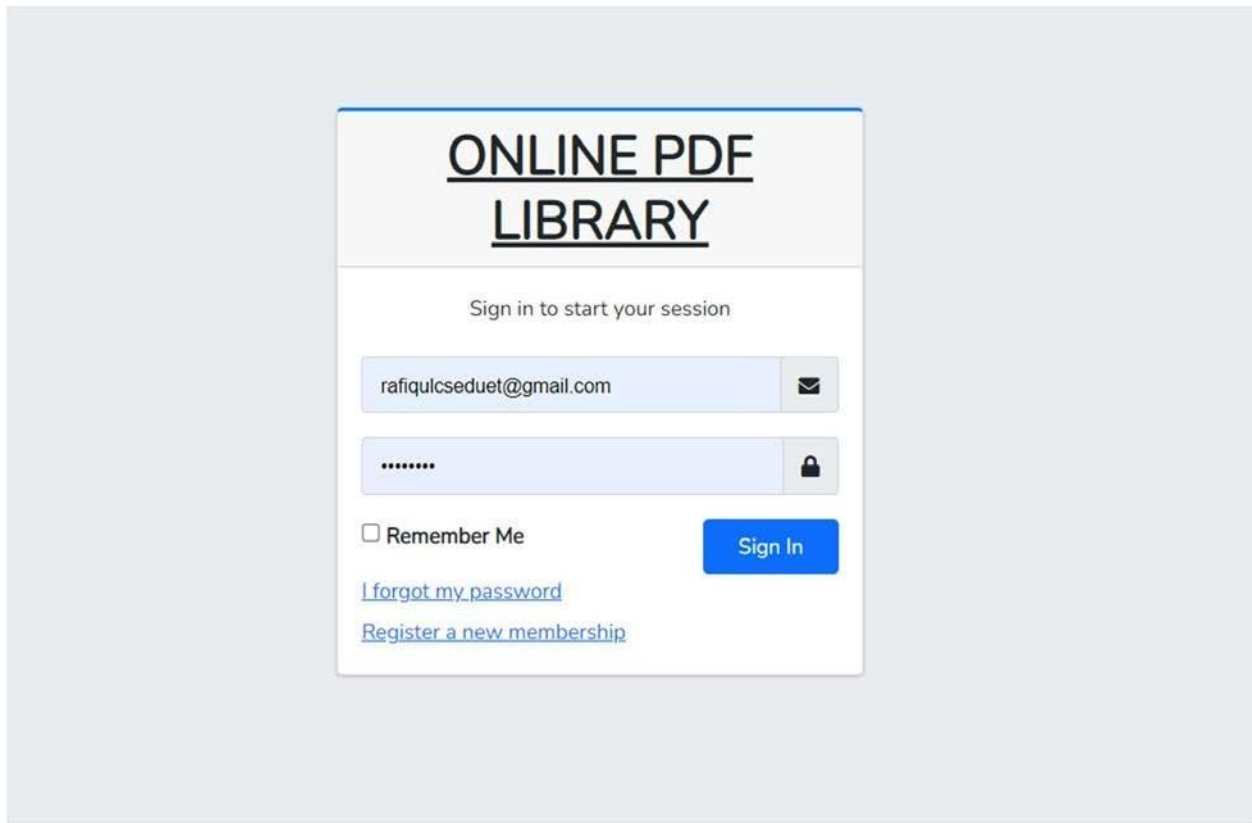 ONLINE PDF
LIBRARY
Sign in to start your session
rafiqulcseduet@gmail.com
••••••••
Remember Me
Sign In
I forgot my password
Register a new membership